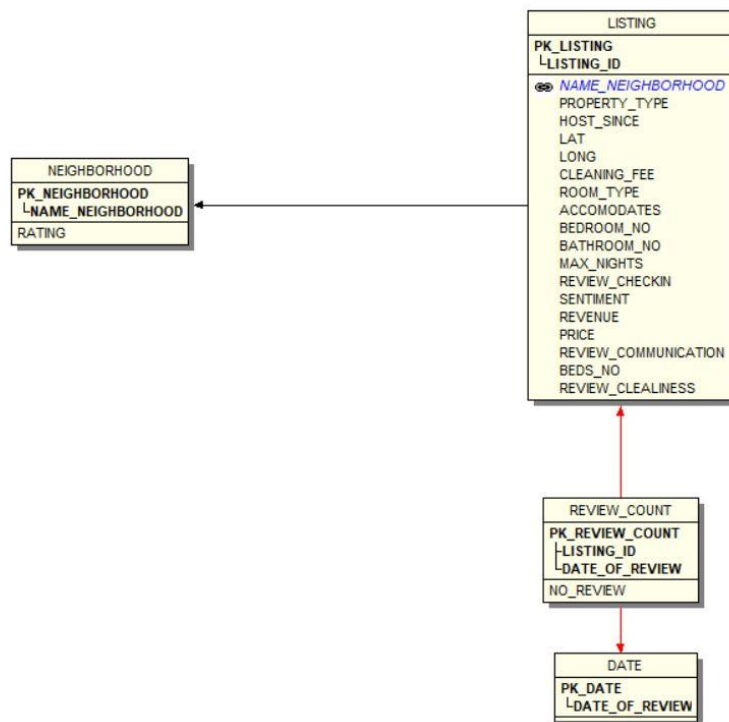 LISTING
PK_LISTING
LISTING_ID
NAME_NEIGHBORHOOD
PROPERTY_TYPE
HOST_SINCE
LAT
LONG
CLEANING_FEE
ROOM_TYPE
ACCOMODATES
BEDROOM_NO
BATHROOM_NO
MAX_NIGHTS
REVIEW_CHECKIN
SENTIMENT
REVENUE
PRICE
REVIEW_COMMUNICATION
BEDS_NO
REVIEW_CLEALINESS
NEIGHBORHOOD
PK_NEIGHBORHOOD
NAME_NEIGHBORHOOD
RATING
REVIEW_COUNT
PK_REVIEW_COUNT
LISTING_ID
DATE_OF_REVIEW
NO_REVIEW
DATE
PK_DATE
DATE_OF_REVIEW